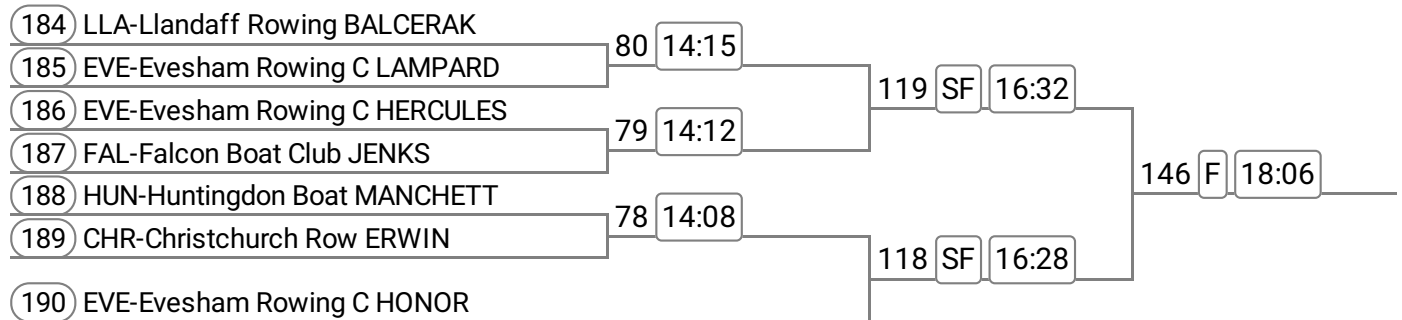 184 LLA-Llandaff Rowing BALCERAK
80 14:15
185 EVE-Evesham Rowing C LAMPARD
119 SF 16:32
186 EVE-Evesham Rowing C HERCULES
79 14:12
187 FAL-Falcon Boat Club JENKS
146 F 18:06
188 HUN-Huntingdon Boat MANCHETT
78 14:08
189 CHR-Christchurch Row ERWIN
118 SF 16:28
190 EVE-Evesham Rowing C HONOR